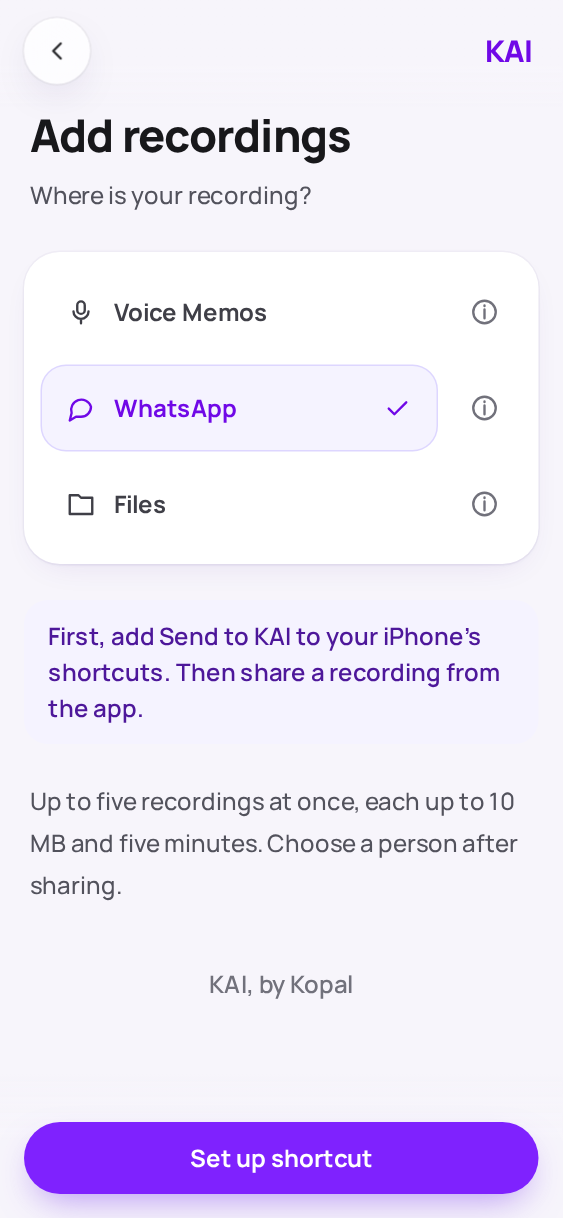 KAI
Add recordings
Where is your recording?
Voice Memos
WhatsApp
Files
First, add Send to KAI to your iPhone’s
shortcuts. Then share a recording from
the app.
Up to five recordings at once, each up to 10
MB and five minutes. Choose a person after
sharing.
KAI, by Kopal
Set up shortcut